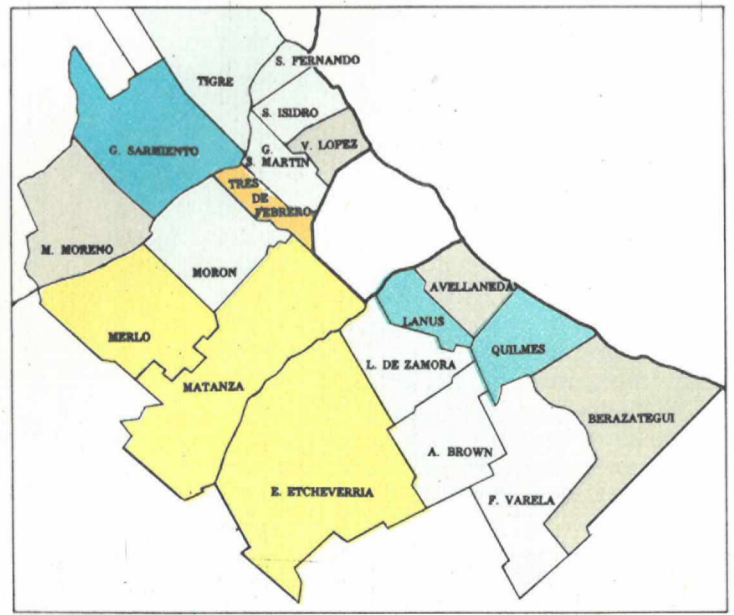 S. FERNANDO
TIGRE
S. ISIDRO
G. SARMIENTO
G.
S. MARTIN
V. LOPEZ
TRES
DE
FEBRERO
M. MORENO
MORON
AVELLANEDA
LANUS
MERLO
QUILMES
L. DE ZAMORA
MATANZA
BERAZATEGUI
A. BROWN
E. ETCHEVERRIA
F. VARELA